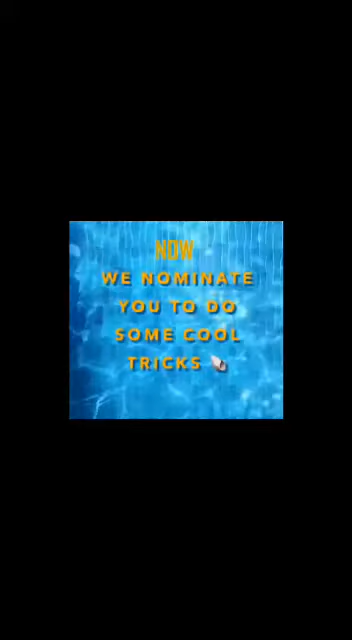 NOW
WE NOMINATE
YOU TO DO
SOME COOL
TRICKS